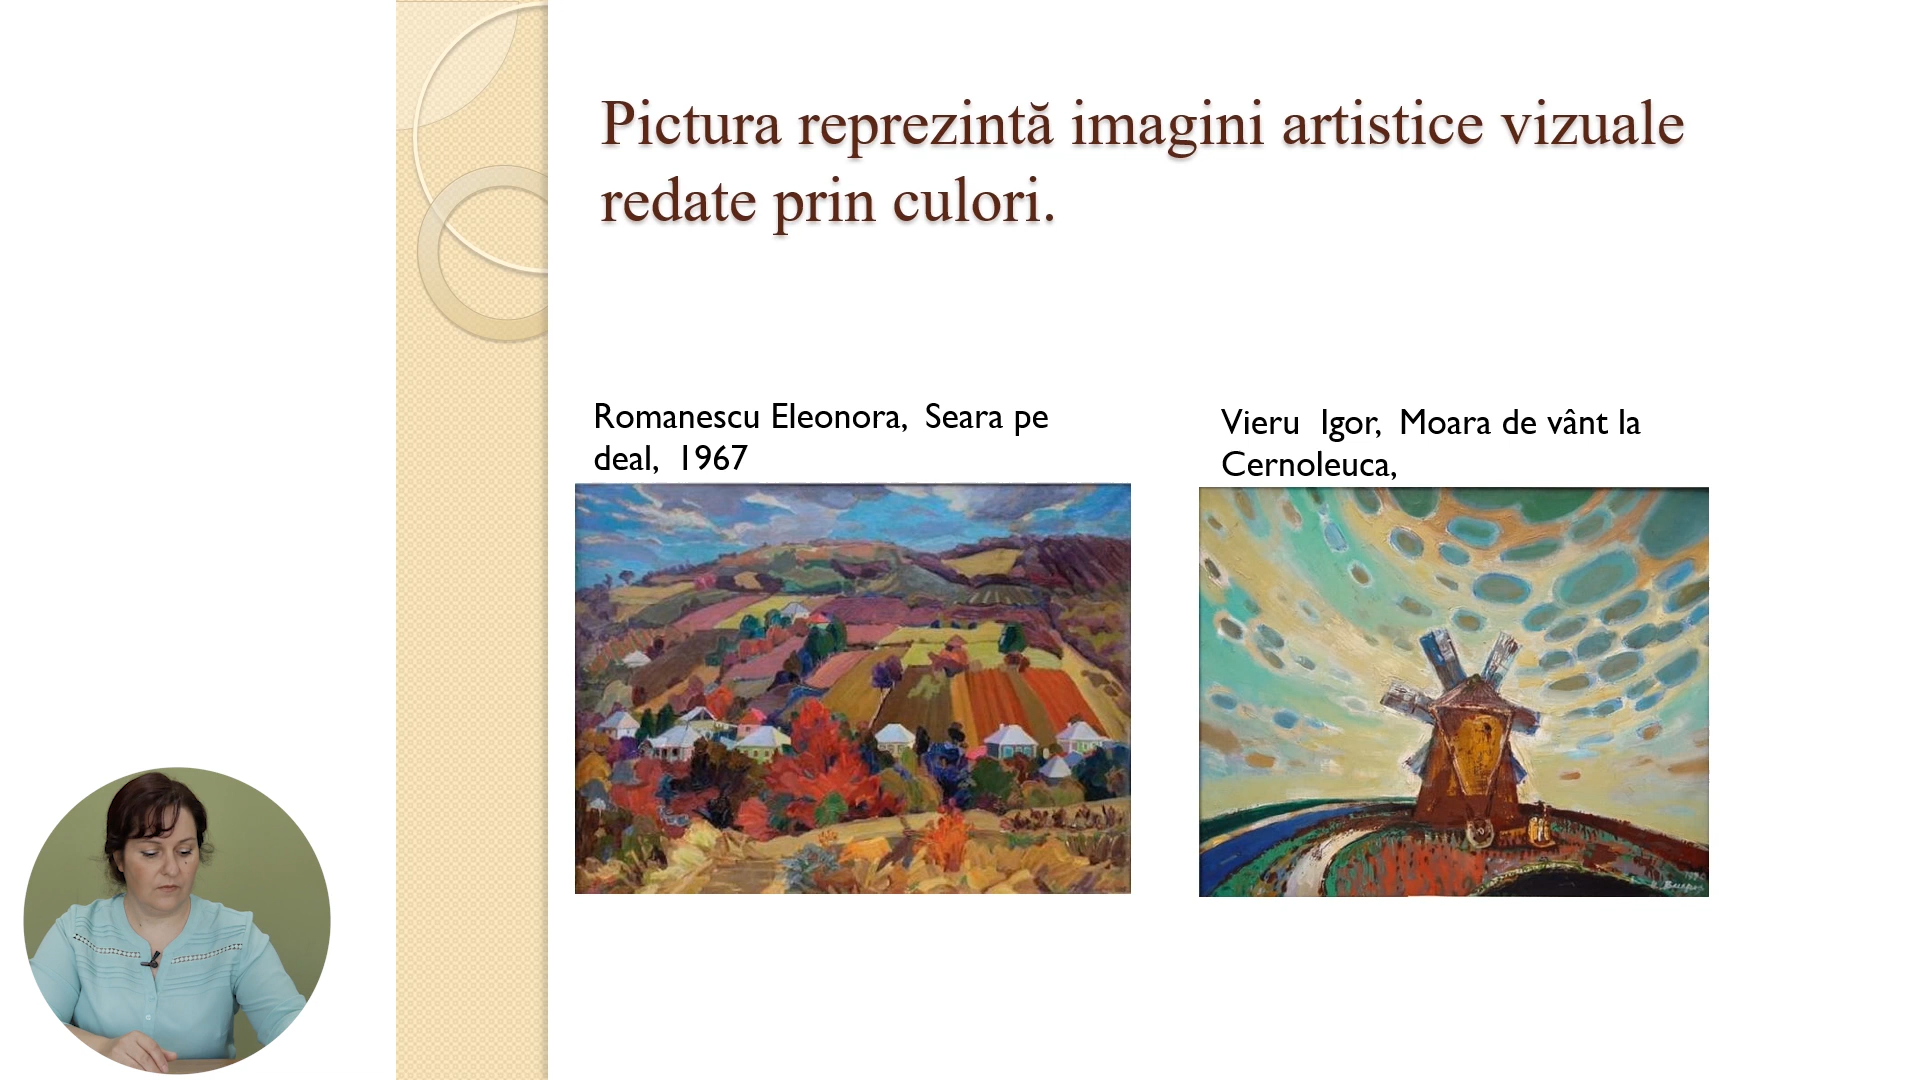 Pictura reprezintă imagini artistice vizuale
redate prin culori.
Romanescu Eleonora, Seara pe
deal, 1967
Vieru Igor, Moara de vânt la
Cernoleuca,